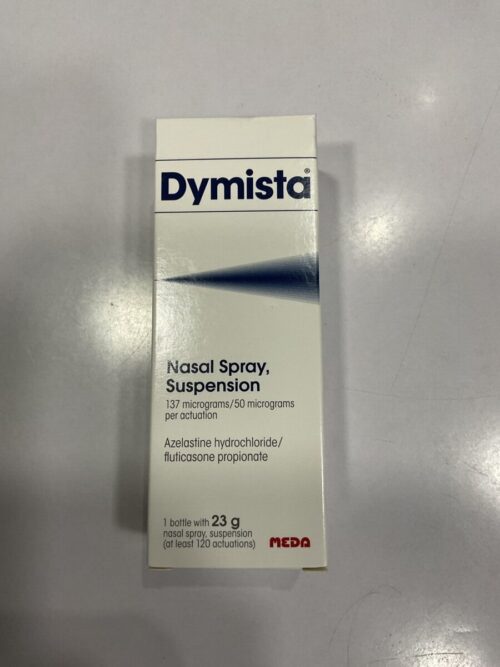 Dymista®
Nasal Spray,
Suspension
137 micrograms/50 micrograms
per actuation
Azelastine hydrochloride/
fluticasone propionate
1 bottle with 23 g
nasal spray, suspension
(at least 120 actuations)
MEDA